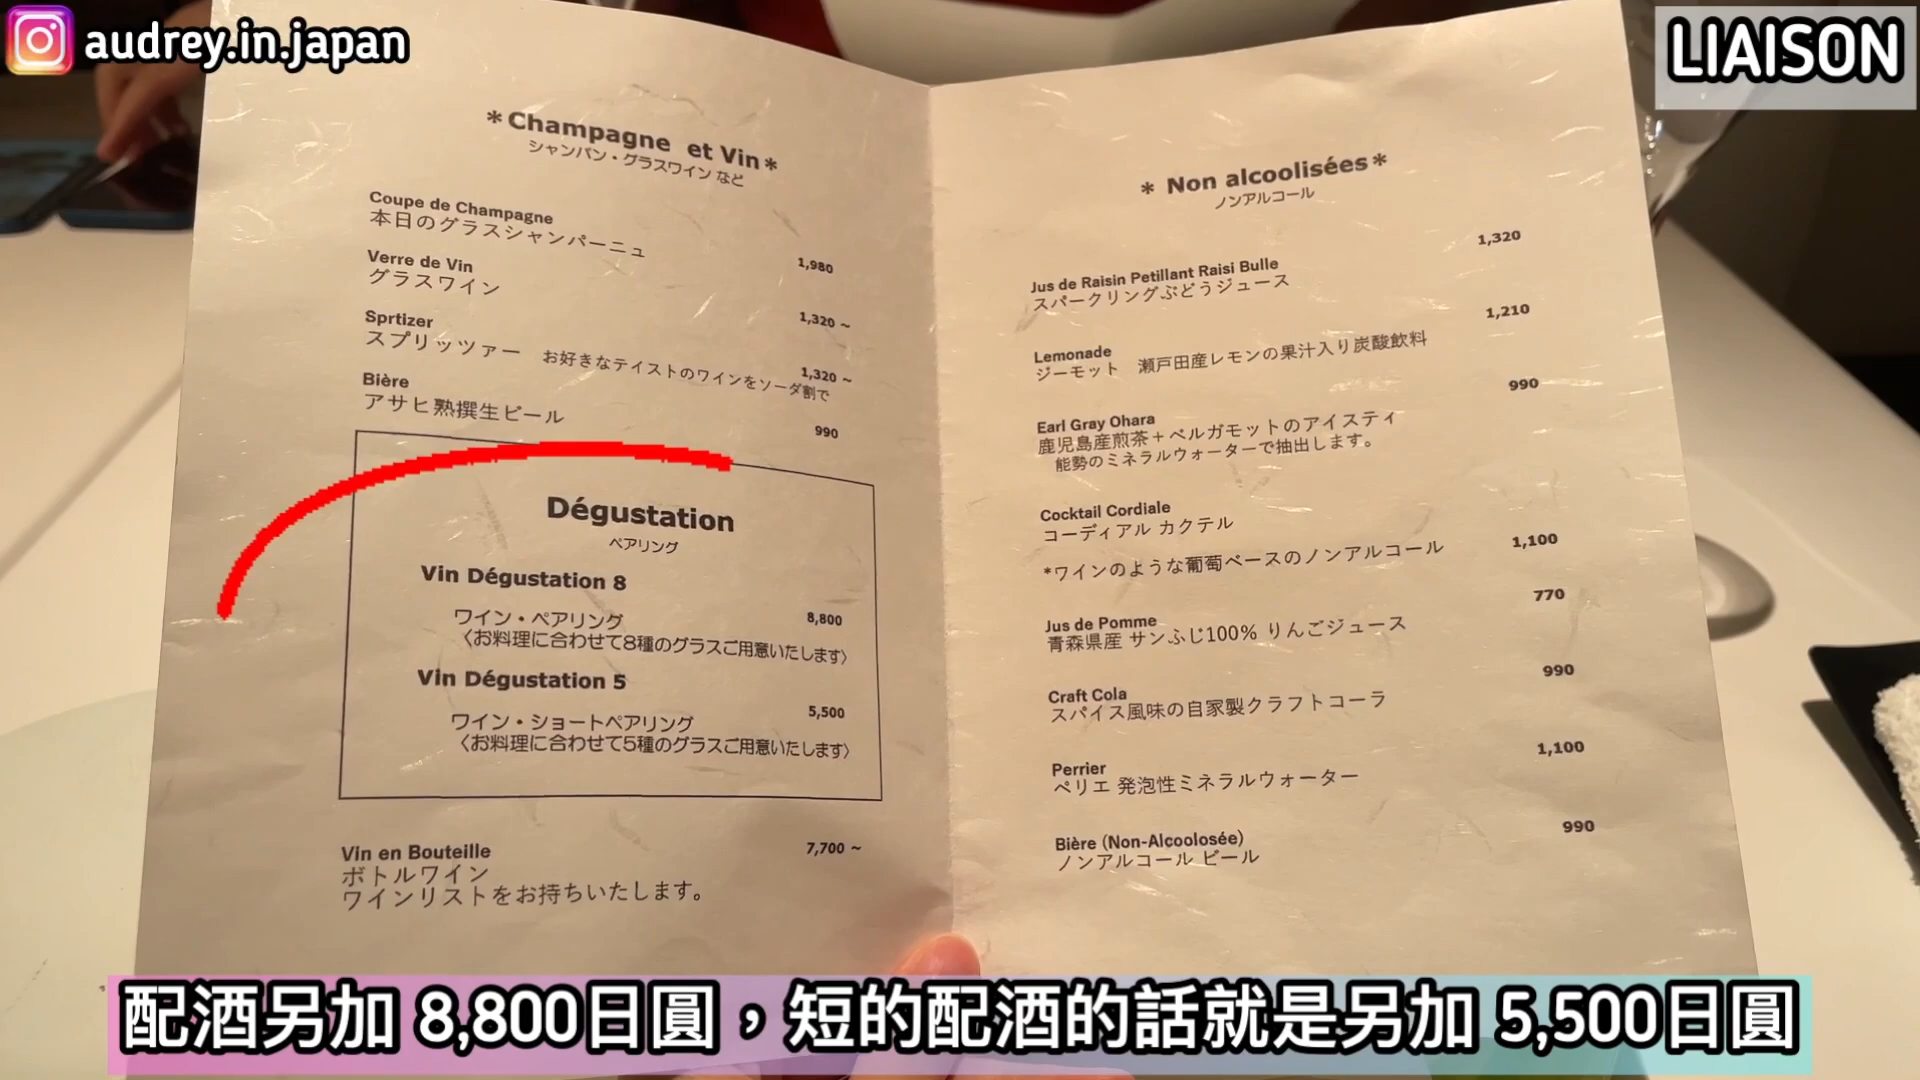 audrey.in.japan
LIAISON
*Champagne et Vin*
シャンパン・グラスワイン など
Coupe de Champagne
本日のグラスシャンパーニュ
1,980
Verre de Vin
グラスワイン
1,320 ~
Sprtizer
スプリッツァー お好きなテイストのワインをソーダ割で
1,320 ~
Bière
アサヒ熟撰生ビール
990
Dégustation
ペアリング
Vin Dégustation 8
ワイン・ペアリング 8,800
〈お料理に合わせて8種のグラスご用意いたします〉
Vin Dégustation 5
ワイン・ショートペアリング 5,500
〈お料理に合わせて5種のグラスご用意いたします〉
Vin en Bouteille 7,700 ~
ボトルワイン
ワインリストをお持ちいたします。
* Non alcoolisées *
ノンアルコール
1,320
Jus de Raisin Petillant Raisi Bulle
スパークリングぶどうジュース
1,210
Lemonade
ジーモット 瀬戸田産レモンの果汁入り炭酸飲料
990
Earl Gray Ohara
鹿児島産煎茶＋ベルガモットのアイスティ
能勢のミネラルウォーターで抽出します。
Cocktail Cordiale
コーディアル カクテル
*ワインのような葡萄ベースのノンアルコール 1,100
770
Jus de Pomme
青森県産 サンふじ100% りんごジュース
990
Craft Cola
スパイス風味の自家製クラフトコーラ
1,100
Perrier
ペリエ 発泡性ミネラルウォーター
990
Bière (Non-Alcoolosée)
ノンアルコール ビール
配酒另加 8,800日圓，短的配酒的話就是另加 5,500日圓